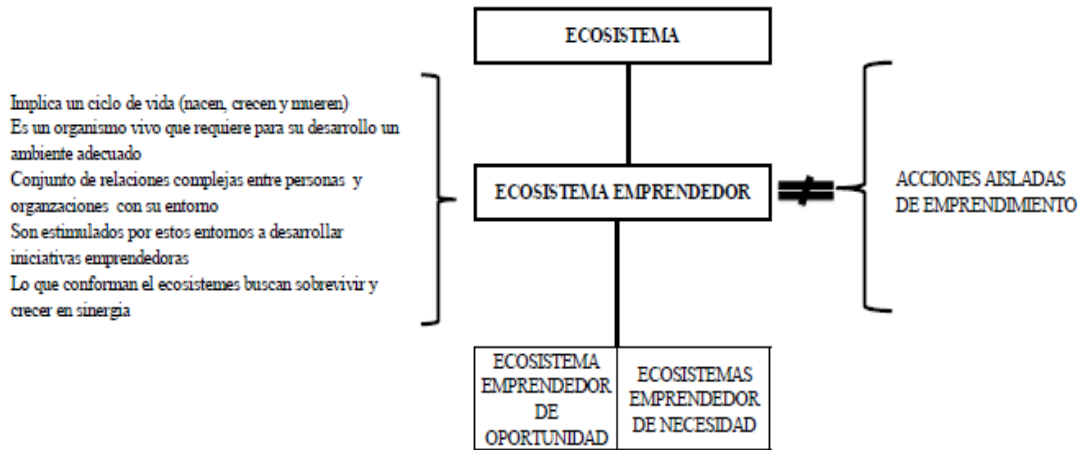 ECOSISTEMA
Implica un ciclo de vida (nacen, crecen y mueren)
Es un organismo vivo que requiere para su desarrollo un
ambiente adecuado
Conjunto de relaciones complejas entre personas y
organzaciones con su entorno
Son estimulados por estos entornos a desarrollar
iniciativas emprendedoras
Lo que conforman el ecosistemes buscan sobrevivir y
crecer en sinergia
ECOSISTEMA EMPRENDEDOR
≠
ACCIONES AISLADAS
DE EMPRENDIMIENTO
ECOSISTEMA
EMPRENDEDOR
DE
OPORTUNIDAD
ECOSISTEMAS
EMPRENDEDOR
DE NECESIDAD